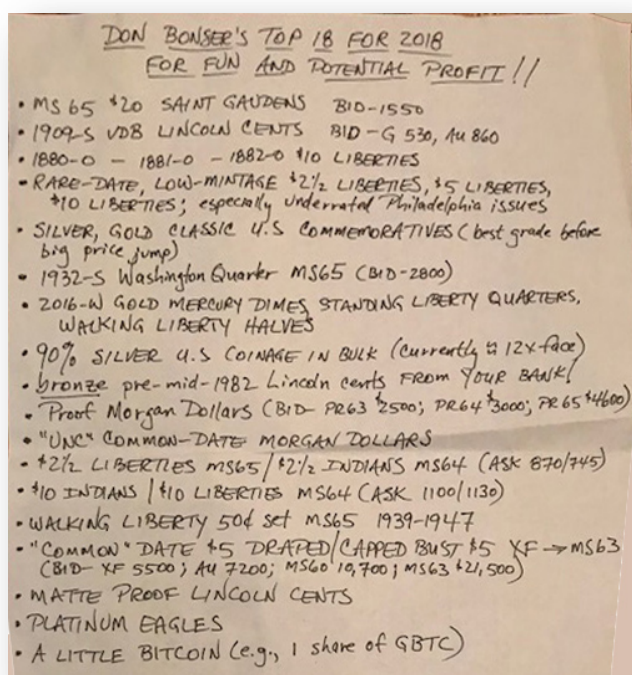 DON BONSER'S TOP 18 FOR 2018
FOR FUN AND POTENTIAL PROFIT!!
• MS 65 $20 SAINT GAUDENS BID-1550
• 1909-S VDB LINCOLN CENTS BID-G 530, AU 860
• 1880-O - 1881-O - 1882-O $10 LIBERTIES
• RARE-DATE, LOW-MINTAGE $2½ LIBERTIES, $5 LIBERTIES,
$10 LIBERTIES; especially underrated Philadelphia issues
• SILVER, GOLD CLASSIC U.S COMMEMORATIVES (best grade before
big price jump)
• 1932-S Washington Quarter MS65 (BID-2800)
• 2016-W GOLD MERCURY DIMES, STANDING LIBERTY QUARTERS,
WALKING LIBERTY HALVES
• 90% SILVER U.S COINAGE IN BULK (currently ≈ 12x face)
• bronze pre-mid-1982 Lincoln cents FROM YOUR BANK!
• Proof Morgan Dollars (BID- PR63 $2500; PR64 $3000; PR65 $4600)
• "UNC" COMMON-DATE MORGAN DOLLARS
• $2½ LIBERTIES MS65/$2½ INDIANS MS64 (ASK 870/745)
• $10 INDIANS/$10 LIBERTIES MS64 (ASK 1100/1130)
• WALKING LIBERTY 50¢ set MS65 1939-1947
• "COMMON" DATE $5 DRAPED/CAPPED BUST $5 XF → MS63
(BID- XF 5500; AU 7200; MS60 10,700; MS63 $21,500)
• MATTE PROOF LINCOLN CENTS
• PLATINUM EAGLES
• A LITTLE BITCOIN (e.g., 1 share of GBTC)